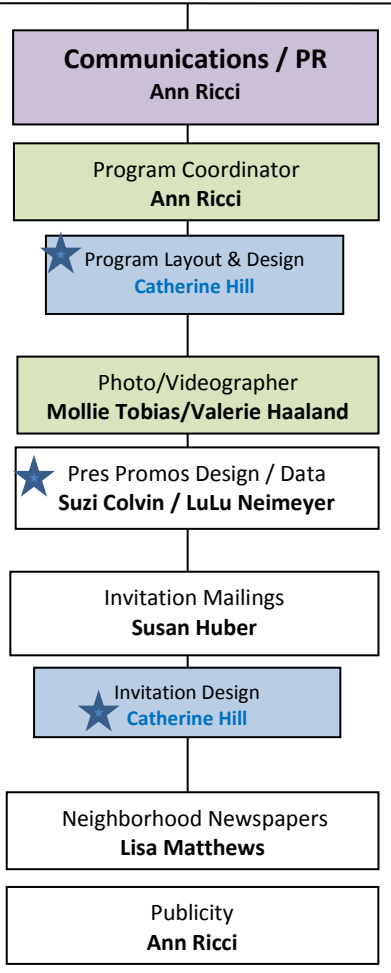 Communications / PR
Ann Ricci
Program Coordinator
Ann Ricci
Program Layout & Design
Catherine Hill
Photo/Videographer
Mollie Tobias/Valerie Haaland
Pres Promos Design / Data
Suzi Colvin / LuLu Neimeyer
Invitation Mailings
Susan Huber
Invitation Design
Catherine Hill
Neighborhood Newspapers
Lisa Matthews
Publicity
Ann Ricci